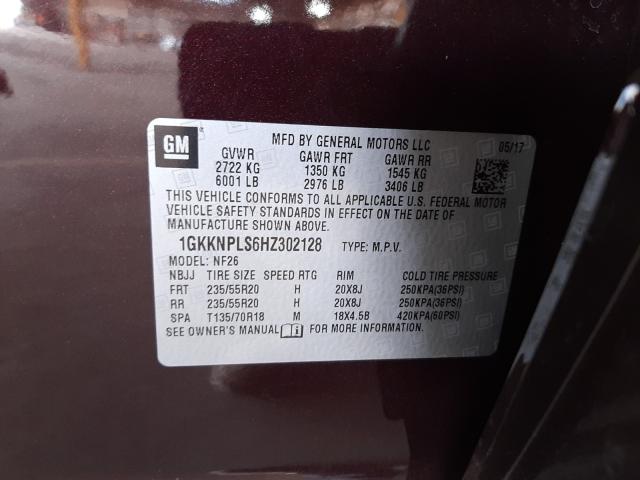 GM
MFD BY GENERAL MOTORS LLC 05/17
GVWR GAWR FRT GAWR RR
2722 KG 1350 KG 1545 KG
6001 LB 2976 LB 3406 LB
THIS VEHICLE CONFORMS TO ALL APPLICABLE U.S. FEDERAL MOTOR
VEHICLE SAFETY STANDARDS IN EFFECT ON THE DATE OF
MANUFACTURE SHOWN ABOVE.
1GKKNPLS6HZ302128 TYPE: M.P.V.
MODEL: NF26
NBJJ TIRE SIZE SPEED RTG RIM COLD TIRE PRESSURE
FRT 235/55R20 H 20X8J 250KPA(36PSI)
RR 235/55R20 H 20X8J 250KPA(36PSI)
SPA T135/70R18 M 18X4.5B 420KPA(60PSI)
SEE OWNER'S MANUAL FOR MORE INFORMATION.